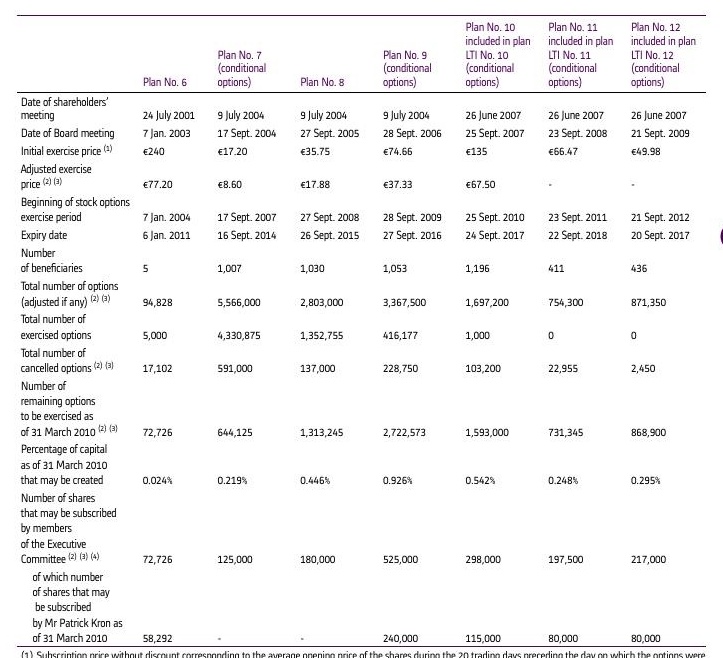 Plan No. 10 Plan No. 11 Plan No. 12
included in plan included in plan included in plan
Plan No. 7 Plan No. 9 LTI No. 10 LTI No. 11 LTI No. 12
(conditional (conditional (conditional (conditional (conditional
Plan No. 6 options) Plan No. 8 options) options) options) options)
Date of shareholders'
meeting 24 July 2001 9 July 2004 9 July 2004 9 July 2004 26 June 2007 26 June 2007 26 June 2007
Date of Board meeting 7 Jan. 2003 17 Sept. 2004 27 Sept. 2005 28 Sept. 2006 25 Sept. 2007 23 Sept. 2008 21 Sept. 2009
Initial exercise price (1) €240 €17.20 €35.75 €74.66 €135 €66.47 €49.98
Adjusted exercise
price (2) (3) €77.20 €8.60 €17.88 €37.33 €67.50 - -
Beginning of stock options
exercise period 7 Jan. 2004 17 Sept. 2007 27 Sept. 2008 28 Sept. 2009 25 Sept. 2010 23 Sept. 2011 21 Sept. 2012
Expiry date 6 Jan. 2011 16 Sept. 2014 26 Sept. 2015 27 Sept. 2016 24 Sept. 2017 22 Sept. 2018 20 Sept. 2017
Number
of beneficiaries 5 1,007 1,030 1,053 1,196 411 436
Total number of options
(adjusted if any) (2) (3) 94,828 5,566,000 2,803,000 3,367,500 1,697,200 754,300 871,350
Total number of
exercised options 5,000 4,330,875 1,352,755 416,177 1,000 0 0
Total number of
cancelled options (2) (3) 17,102 591,000 137,000 228,750 103,200 22,955 2,450
Number of
remaining options
to be exercised as
of 31 March 2010 (2) (3) 72,726 644,125 1,313,245 2,722,573 1,593,000 731,345 868,900
Percentage of capital
as of 31 March 2010
that may be created 0.024% 0.219% 0.446% 0.926% 0.542% 0.248% 0.295%
Number of shares
that may be subscribed
by members
of the Executive
Committee (2) (3) (4) 72,726 125,000 180,000 525,000 298,000 197,500 217,000
of which number
of shares that may
be subscribed
by Mr Patrick Kron as
of 31 March 2010 58,292 - - 240,000 115,000 80,000 80,000
(1) Subscription price without discount corresponding to the average opening price of the shares during the 20 trading days preceding the day on which the options were